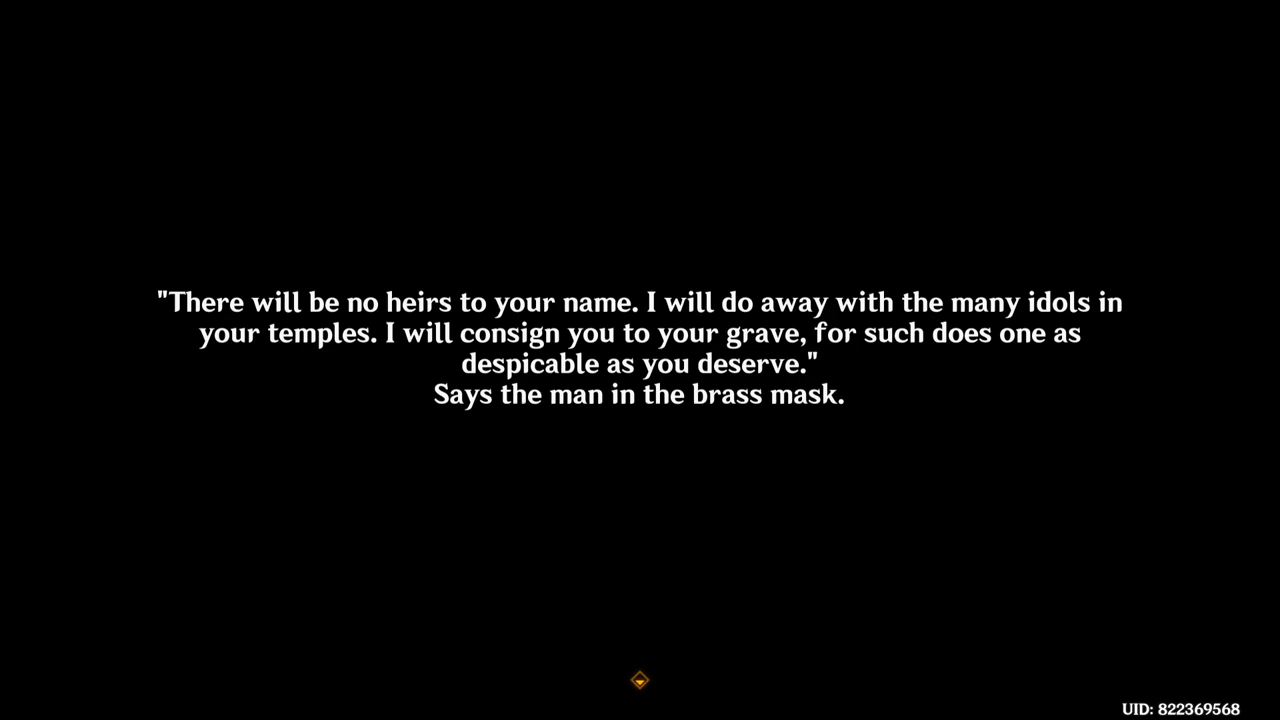 "There will be no heirs to your name. I will do away with the many idols in
your temples. I will consign you to your grave, for such does one as
despicable as you deserve."
Says the man in the brass mask.
UID: 822369568